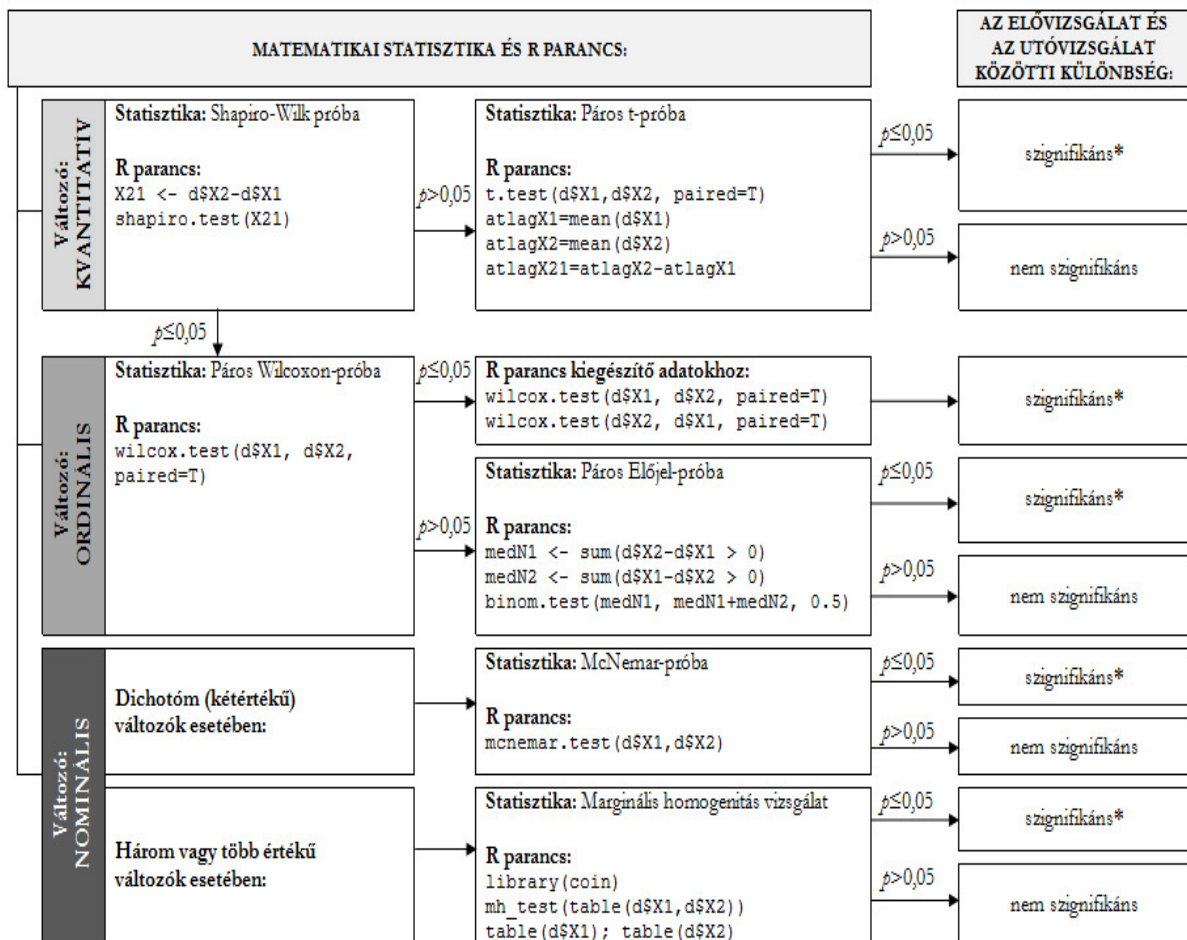 MATEMATIKAI STATISZTIKA ÉS R PARANCS:
AZ ELŐVIZSGÁLAT ÉS
AZ UTÓVIZSGÁLAT
KÖZÖTTI KÜLÖNBSÉG:
Változó:
KVANTITATÍV
Statisztika: Shapiro-Wilk próba
R parancs:
X21 <- d$X2-d$X1
shapiro.test(X21)
p>0,05
Statisztika: Páros t-próba
R parancs:
t.test(d$X1,d$X2, paired=T)
atlagX1=mean(d$X1)
atlagX2=mean(d$X2)
atlagX21=atlagX2-atlagX1
p≤0,05
szignifikáns*
p>0,05
nem szignifikáns
p≤0,05
Változó:
ORDINÁLIS
Statisztika: Páros Wilcoxon-próba
R parancs:
wilcox.test(d$X1, d$X2,
paired=T)
p≤0,05
R parancs kiegészítő adatokhoz:
wilcox.test(d$X1, d$X2, paired=T)
wilcox.test(d$X2, d$X1, paired=T)
szignifikáns*
p>0,05
Statisztika: Páros Előjel-próba
R parancs:
medN1 <- sum(d$X2-d$X1 > 0)
medN2 <- sum(d$X1-d$X2 > 0)
binom.test(medN1, medN1+medN2, 0.5)
p≤0,05
szignifikáns*
p>0,05
nem szignifikáns
Változó:
NOMINÁLIS
Dichotóm (kétértékű)
változók esetében:
Statisztika: McNemar-próba
R parancs:
mcnemar.test(d$X1,d$X2)
p≤0,05
szignifikáns*
p>0,05
nem szignifikáns
Három vagy több értékű
változók esetében:
Statisztika: Marginális homogenitás vizsgálat
R parancs:
library(coin)
mh_test(table(d$X1,d$X2))
table(d$X1); table(d$X2)
p≤0,05
szignifikáns*
p>0,05
nem szignifikáns